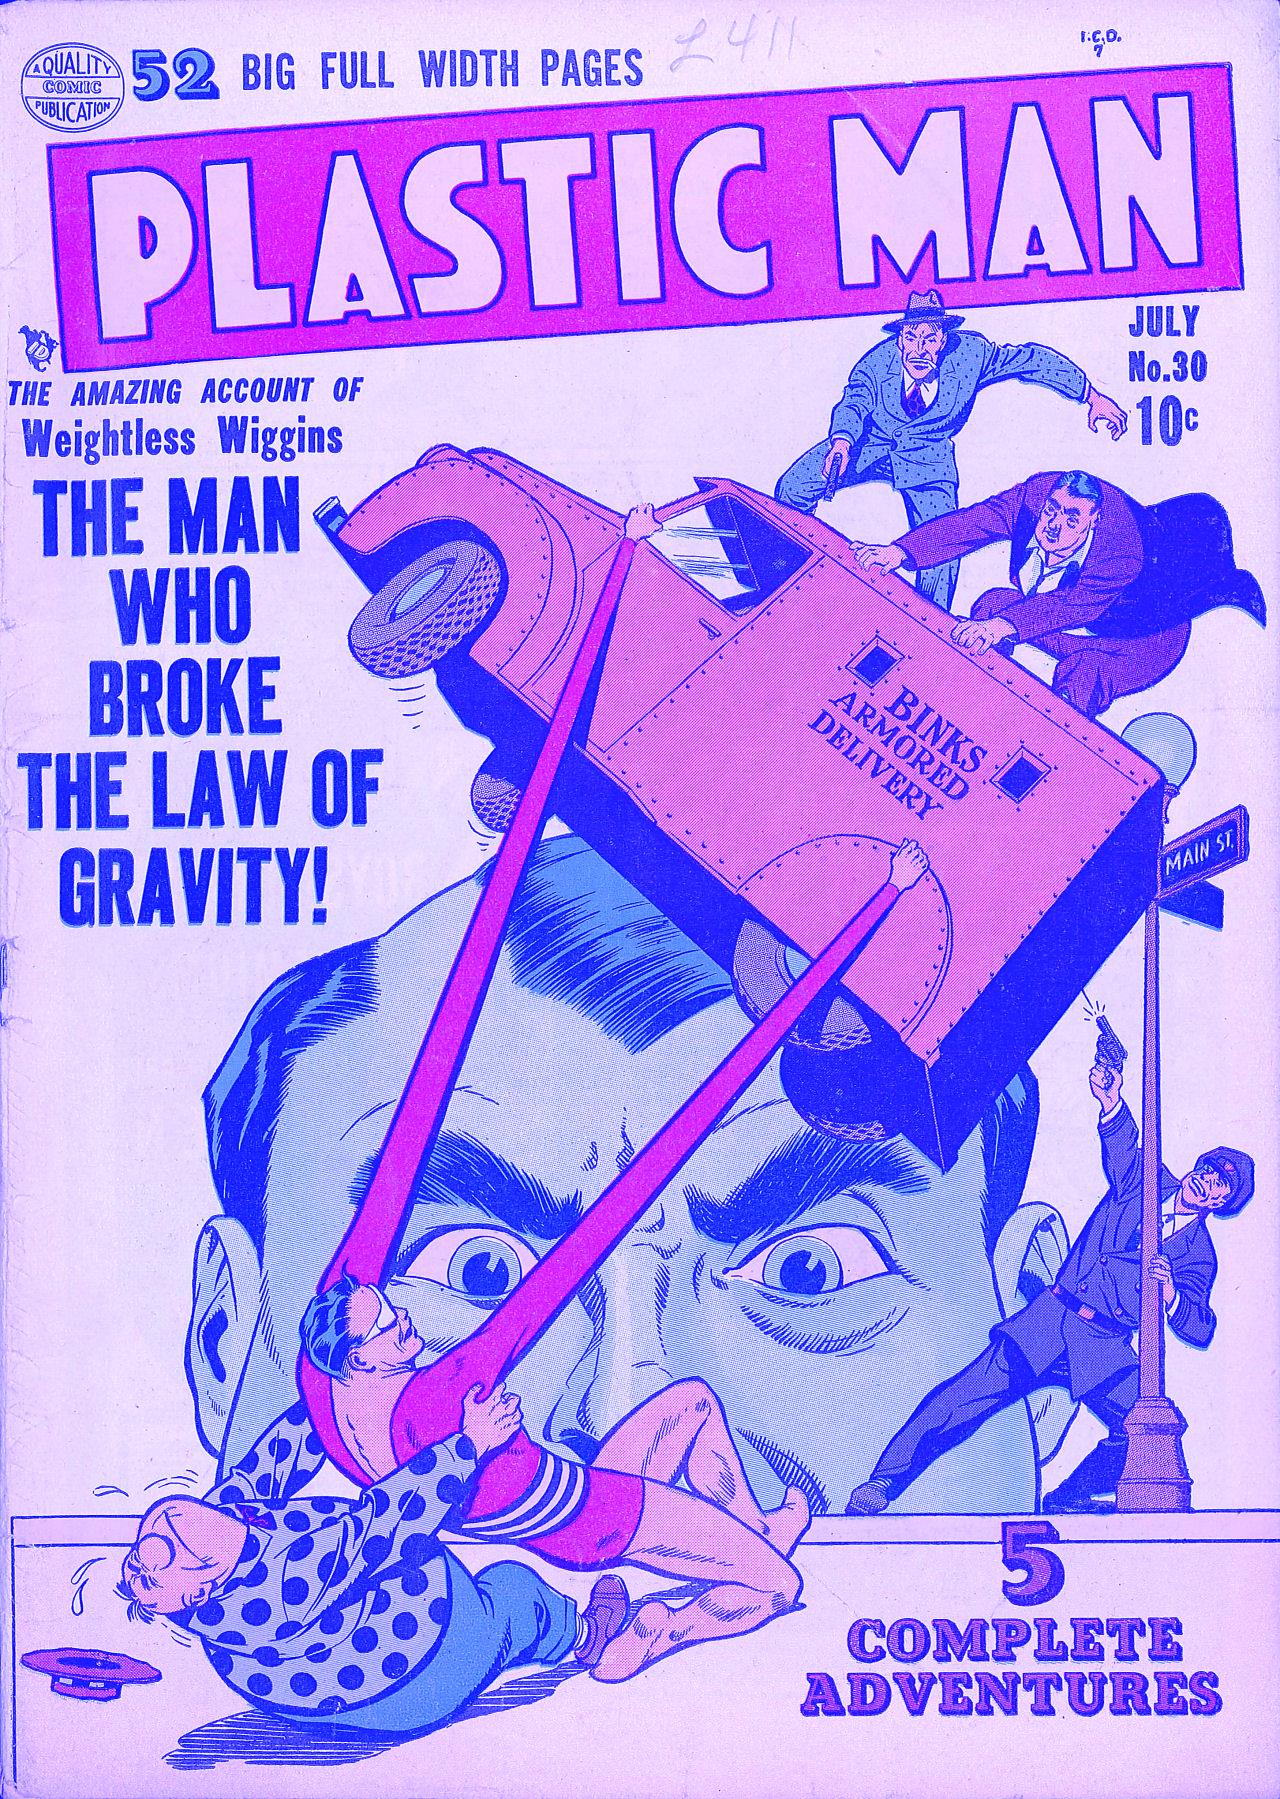 A QUALITY
COMIC
PUBLICATION
52 BIG FULL WIDTH PAGES
L411
I.C.D.
7
PLASTIC MAN
JULY
No.30
10c
THE AMAZING ACCOUNT OF
Weightless Wiggins
THE MAN
WHO
BROKE
THE LAW OF
GRAVITY!
BINKS
ARMORED
DELIVERY
MAIN ST.
5
COMPLETE
ADVENTURES